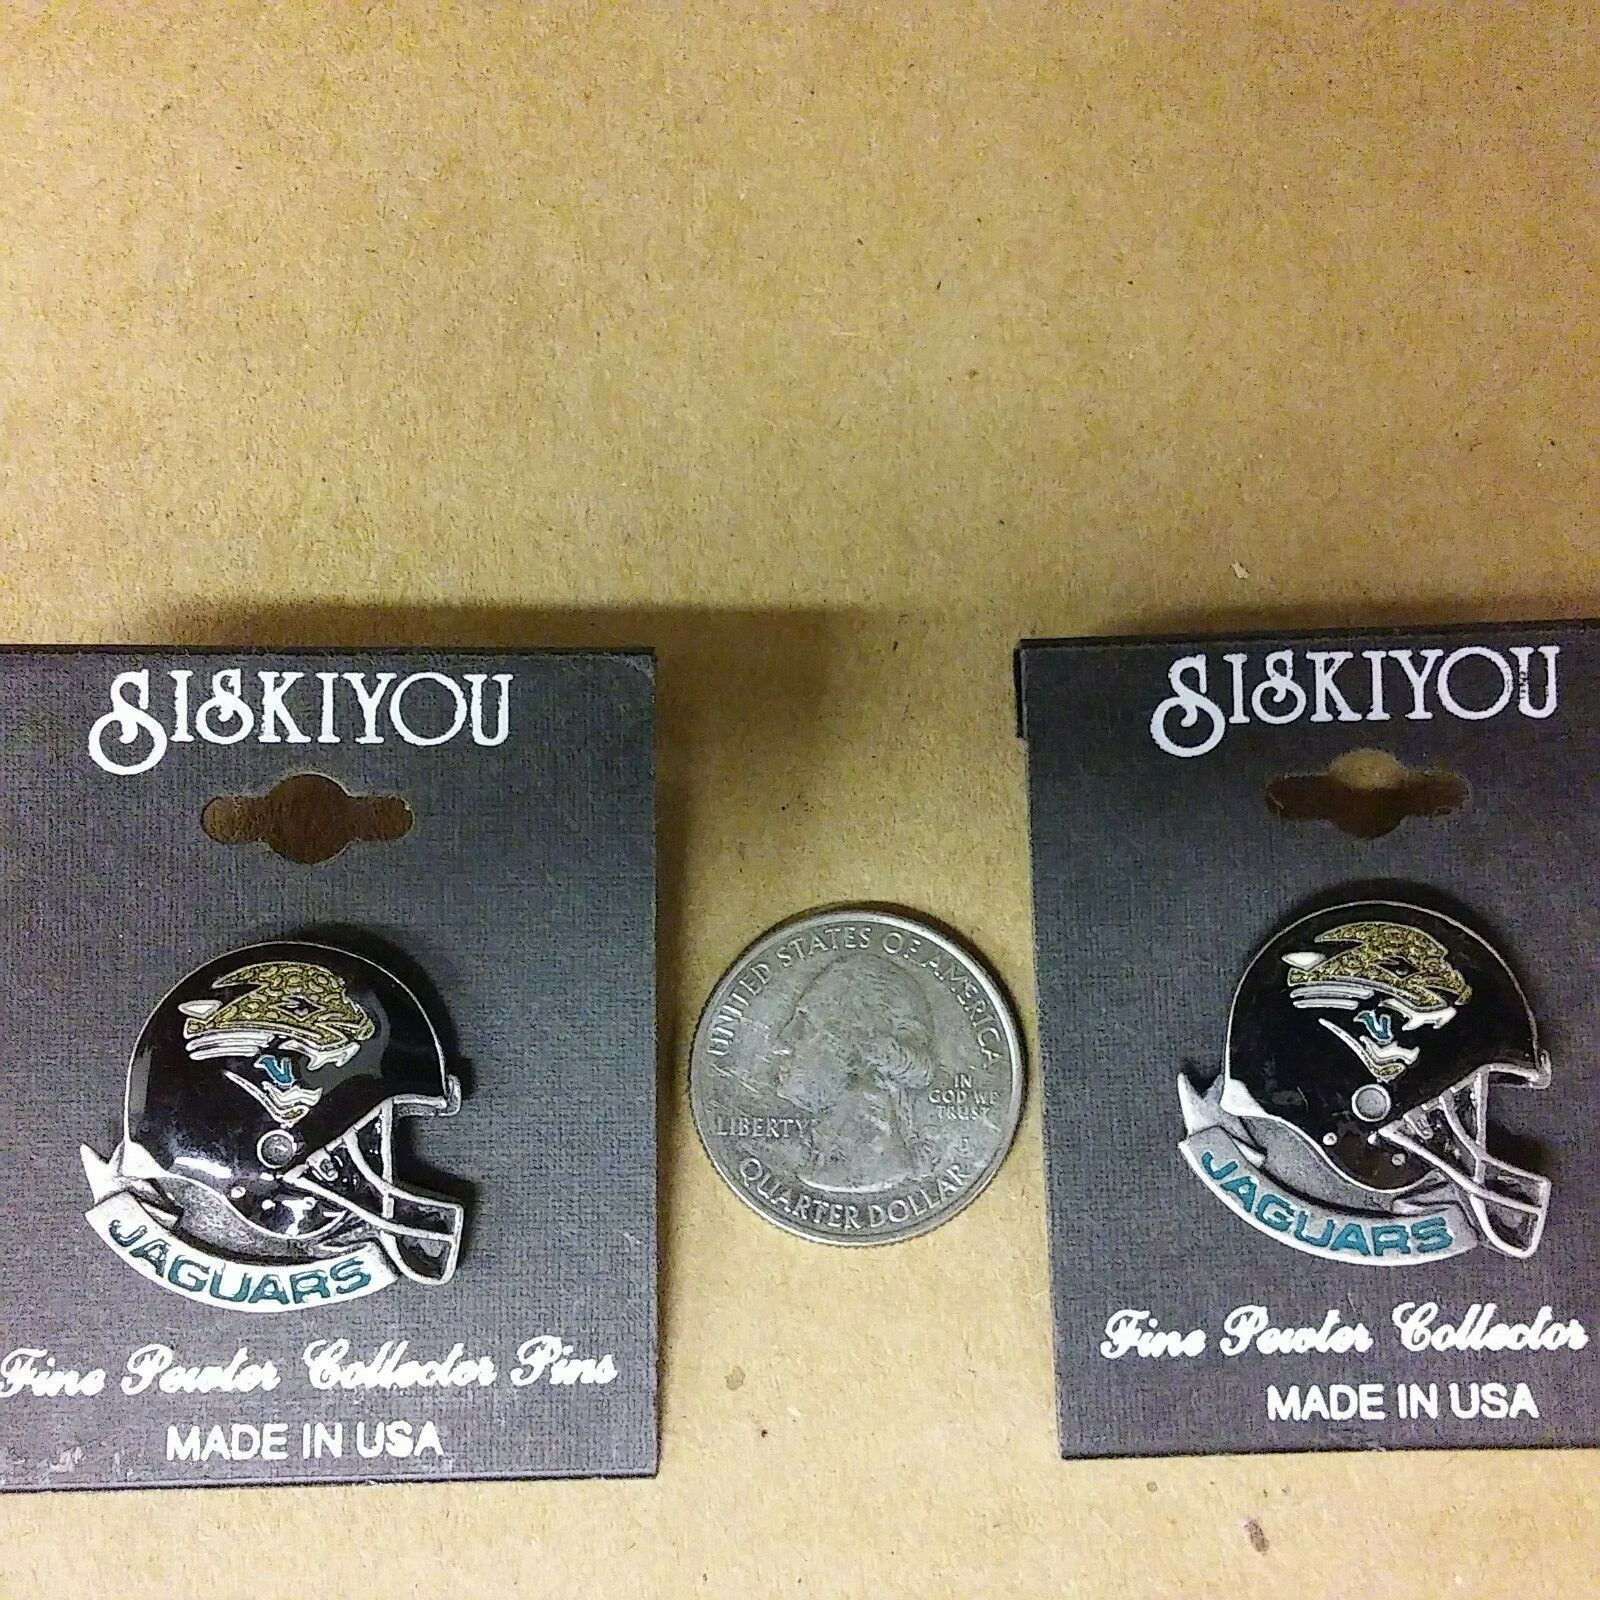 SISKIYOU
JAGUARS
Fine Pewter Collector Pins
MADE IN USA
UNITED STATES OF AMERICA
IN
GOD WE
TRUST
LIBERTY
QUARTER DOLLAR
SISKIYOU
JAGUARS
Fine Pewter Collector
MADE IN USA